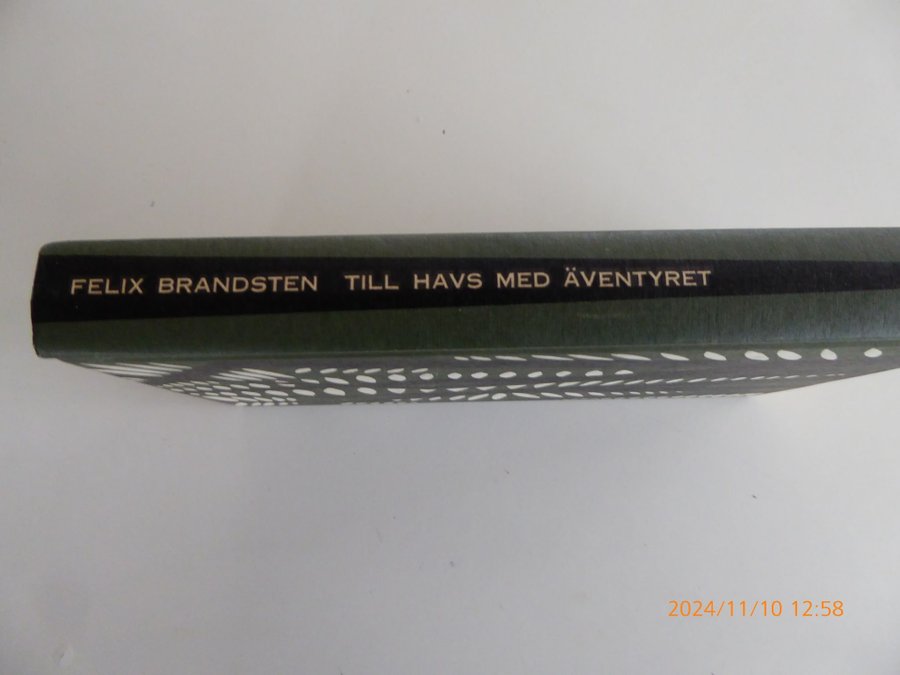 FELIX BRANDSTEN TILL HAVS MED ÄVENTYRET
2024/11/10 12:58